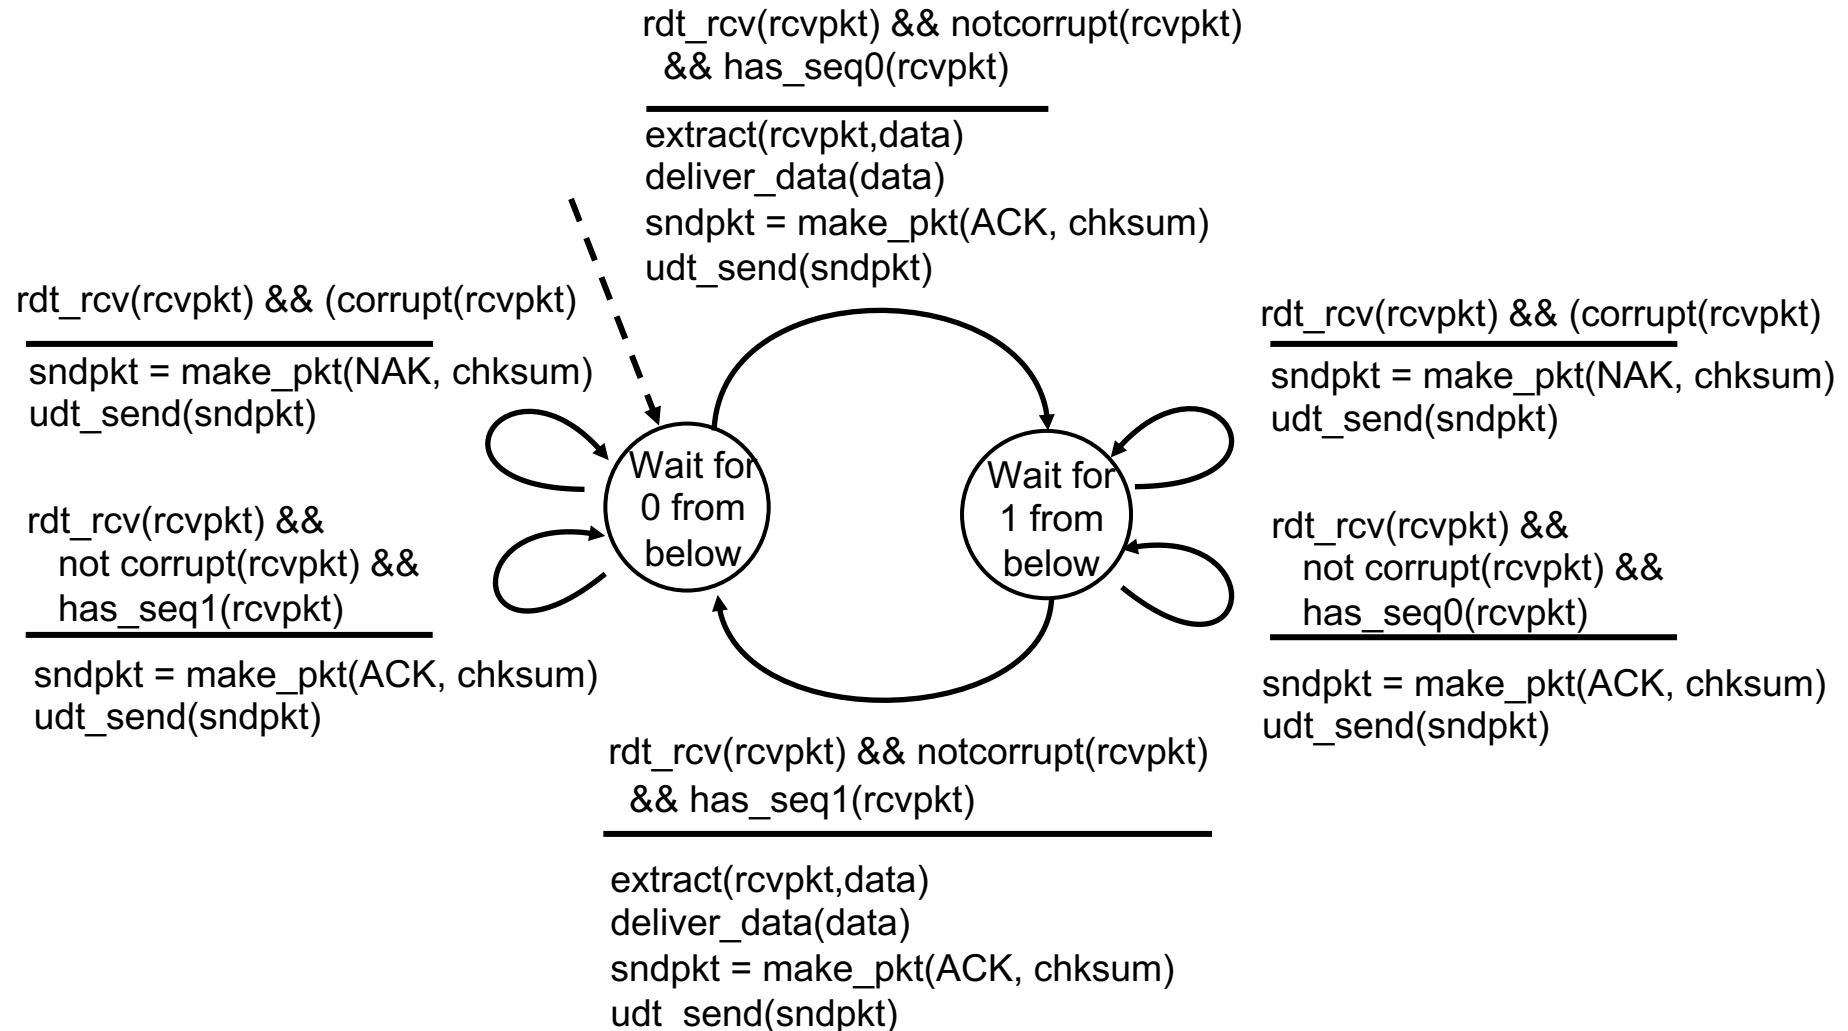 rdt_rcv(rcvpkt) && notcorrupt(rcvpkt)
&& has_seq0(rcvpkt)
extract(rcvpkt,data)
deliver_data(data)
sndpkt = make_pkt(ACK, chksum)
udt_send(sndpkt)
rdt_rcv(rcvpkt) && (corrupt(rcvpkt)
sndpkt = make_pkt(NAK, chksum)
udt_send(sndpkt)
rdt_rcv(rcvpkt) &&
not corrupt(rcvpkt) &&
has_seq1(rcvpkt)
sndpkt = make_pkt(ACK, chksum)
udt_send(sndpkt)
Wait for
0 from
below
Wait for
1 from
below
rdt_rcv(rcvpkt) && (corrupt(rcvpkt)
sndpkt = make_pkt(NAK, chksum)
udt_send(sndpkt)
rdt_rcv(rcvpkt) &&
not corrupt(rcvpkt) &&
has_seq0(rcvpkt)
sndpkt = make_pkt(ACK, chksum)
udt_send(sndpkt)
rdt_rcv(rcvpkt) && notcorrupt(rcvpkt)
&& has_seq1(rcvpkt)
extract(rcvpkt,data)
deliver_data(data)
sndpkt = make_pkt(ACK, chksum)
udt_send(sndpkt)